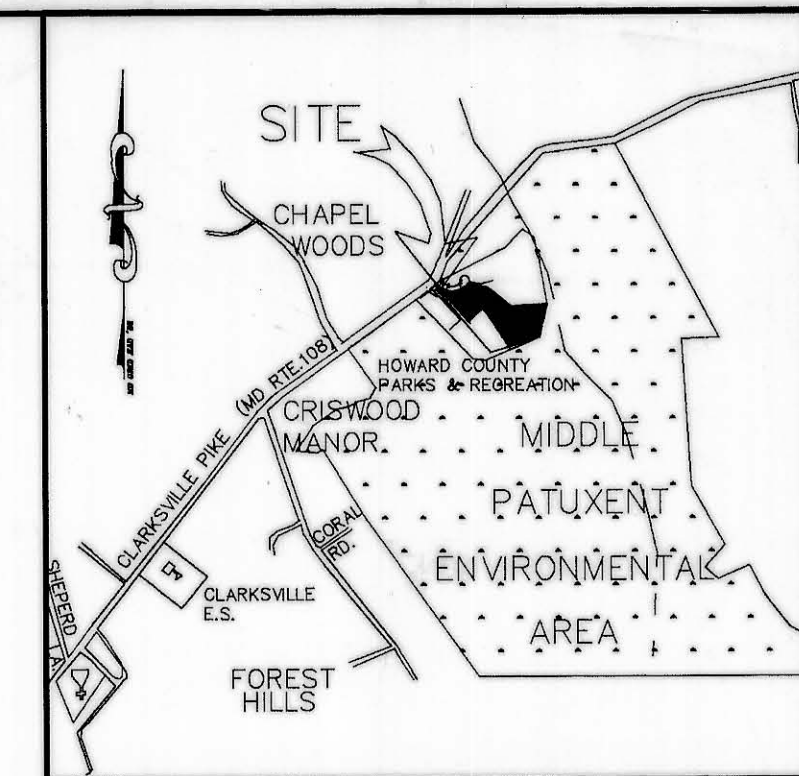 SITE
CHAPEL
WOODS
HOWARD COUNTY
PARKS & RECREATION
CLARKSVILLE PIKE (MD RTE.108)
CRISWOOD
MANOR
MIDDLE
PATUXENT
ENVIRONMENTAL
AREA
CORAL
RD.
CLARKSVILLE
E.S.
SHEPERD
LA.
FOREST
HILLS